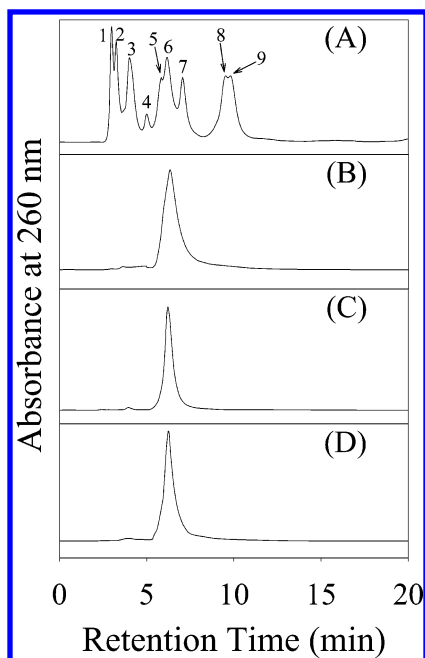 (A)
1 2 3 4 5 6 7 8 9
(B)
(C)
(D)
Absorbance at 260 nm
0 5 10 15 20
Retention Time (min)